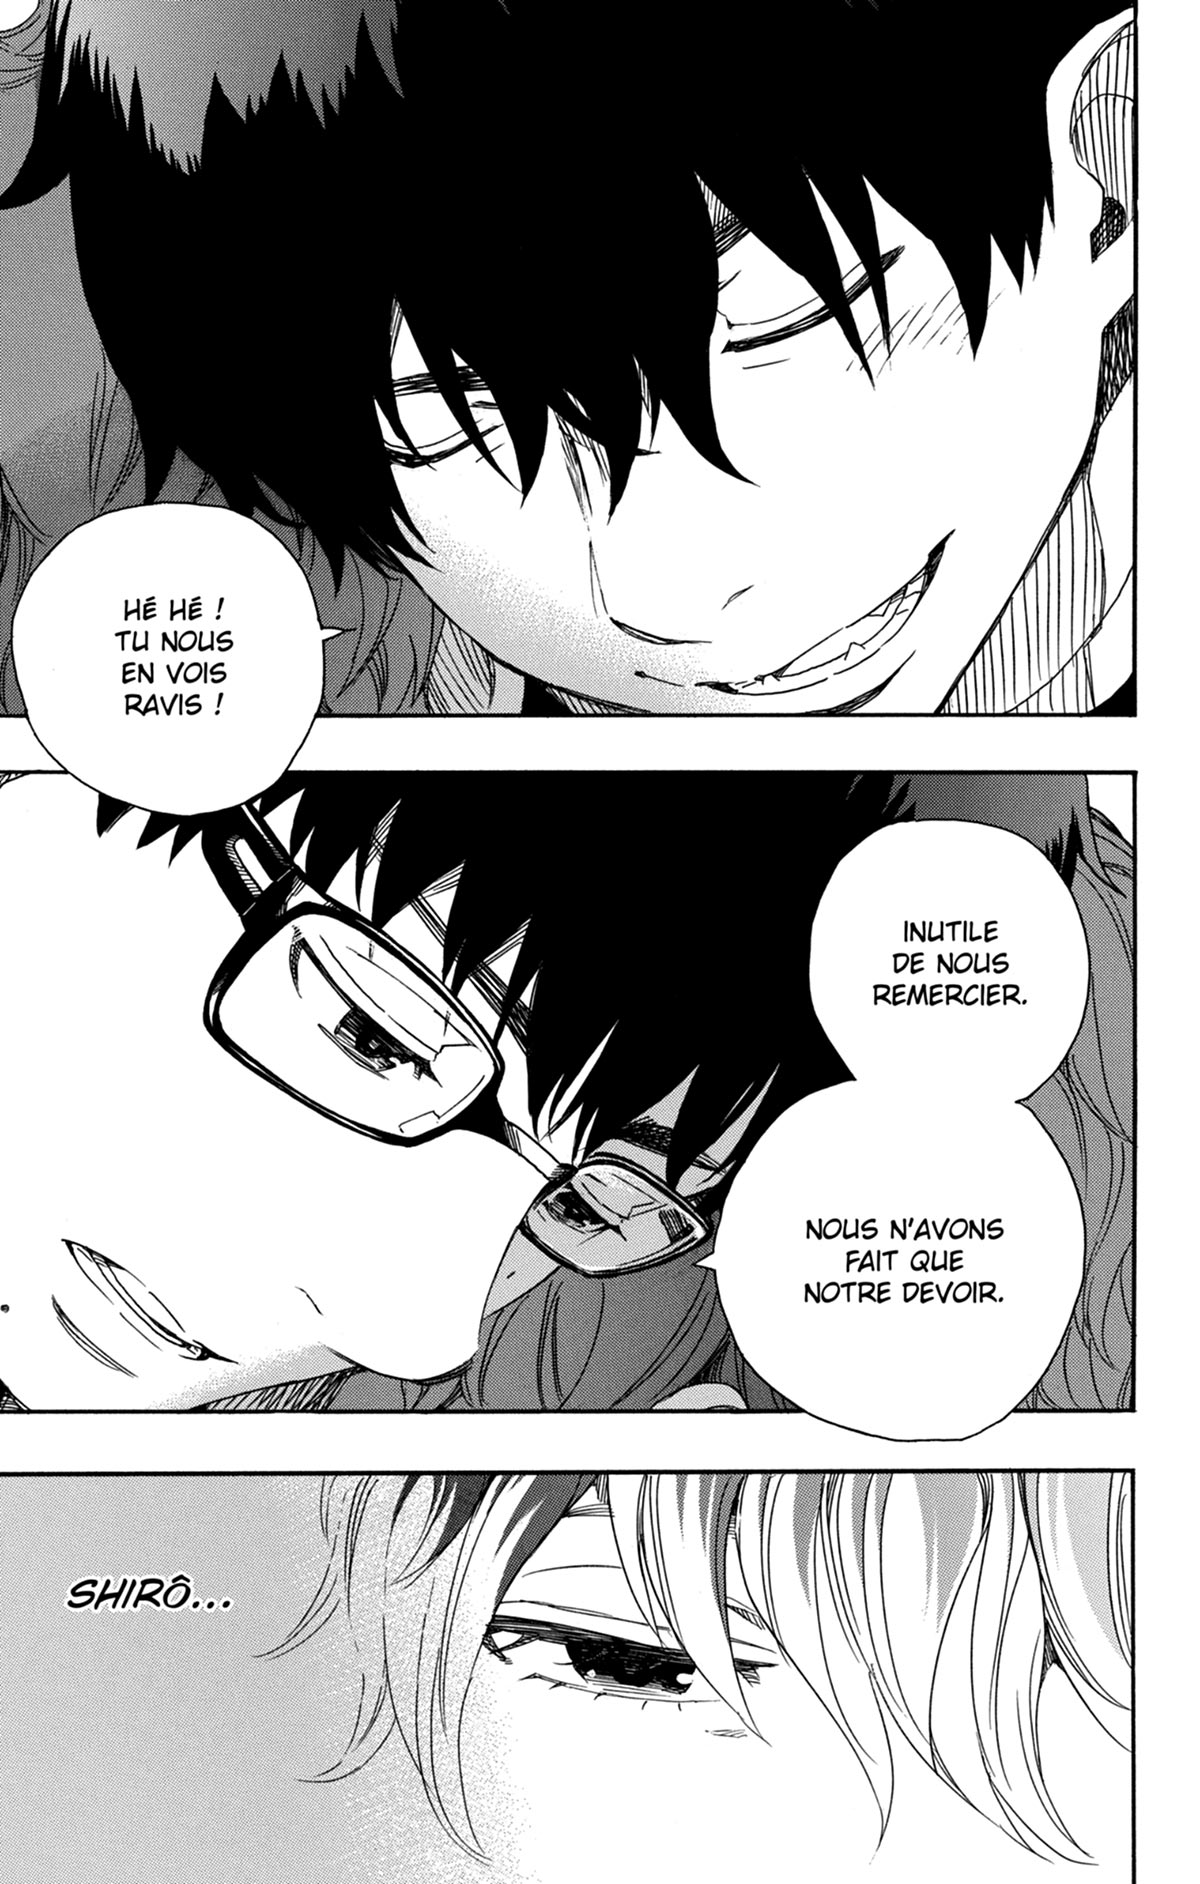 HÉ HÉ !
TU NOUS
EN VOIS
RAVIS !
INUTILE
DE NOUS
REMERCIER.
NOUS N'AVONS
FAIT QUE
NOTRE DEVOIR.
SHIRÔ...